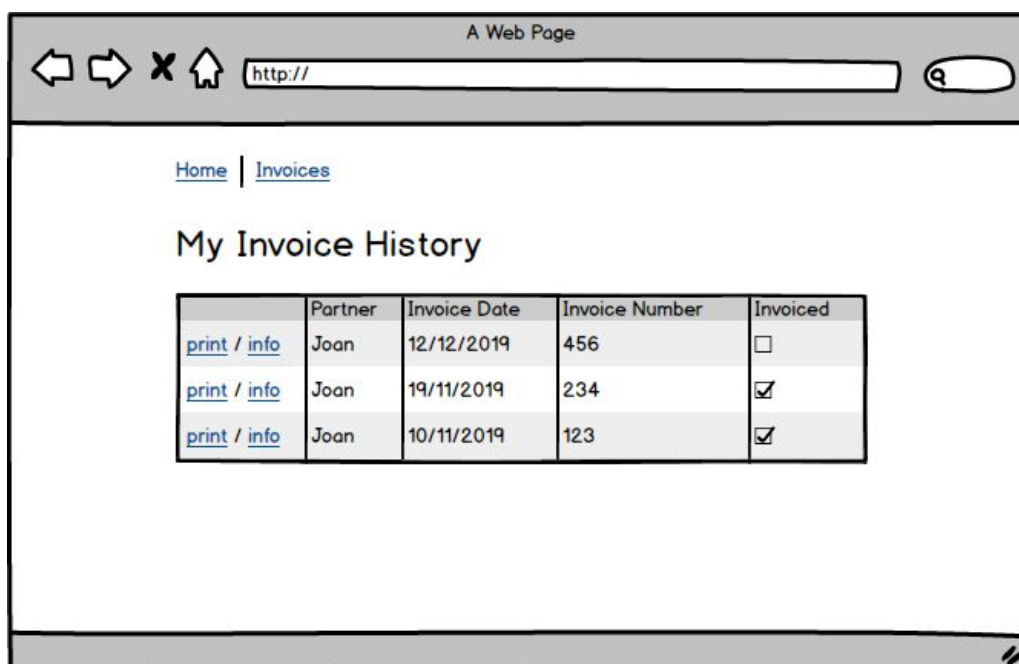 A Web Page
http://
Home | Invoices
My Invoice History
Partner Invoice Date Invoice Number Invoiced
print / info Joan 12/12/2019 456
print / info Joan 19/11/2019 234
print / info Joan 10/11/2019 123